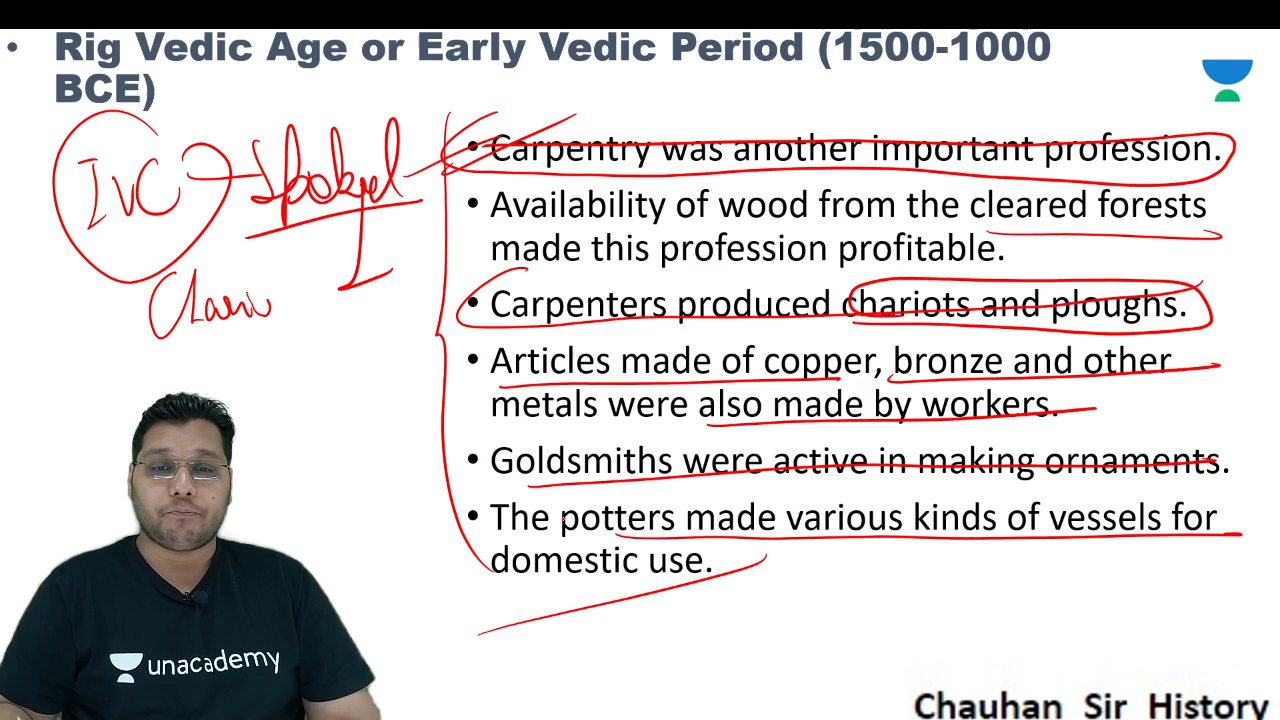 • Rig Vedic Age or Early Vedic Period (1500-1000
BCE)
IVC
• Carpentry was another important profession.
• Availability of wood from the cleared forests
made this profession profitable.
• Carpenters produced chariots and ploughs.
• Articles made of copper, bronze and other
metals were also made by workers.
• Goldsmiths were active in making ornaments.
• The potters made various kinds of vessels for
domestic use.
unacademy
Chauhan Sir History